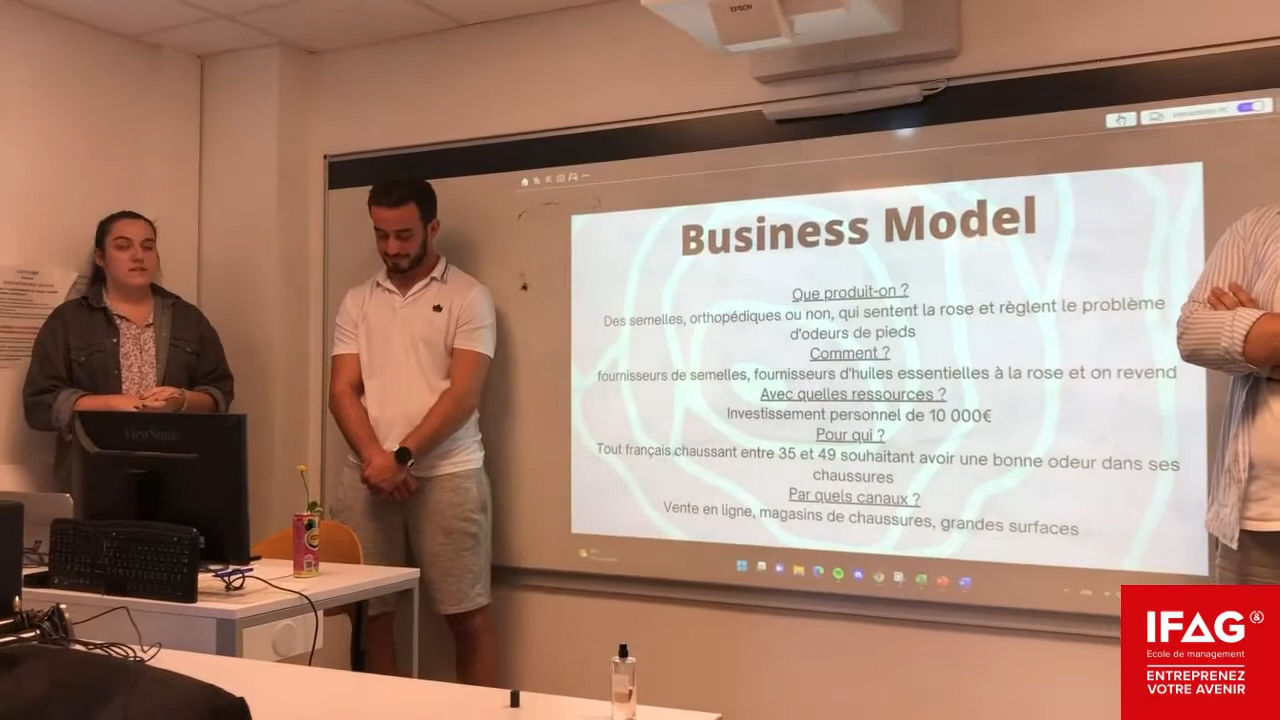 EPSON
Business Model
Que produit-on ?
Des semelles, orthopédiques ou non, qui sentent la rose et règlent le problème
d'odeurs de pieds
Comment ?
fournisseurs de semelles, fournisseurs d'huiles essentielles à la rose et on revend
Avec quelles ressources ?
Investissement personnel de 10 000€
Pour qui ?
Tout français chaussant entre 35 et 49 souhaitant avoir une bonne odeur dans ses
chaussures
Par quels canaux ?
Vente en ligne, magasins de chaussures, grandes surfaces
ViewSonic
IFAG &
Ecole de management
ENTREPRENEZ
VOTRE AVENIR